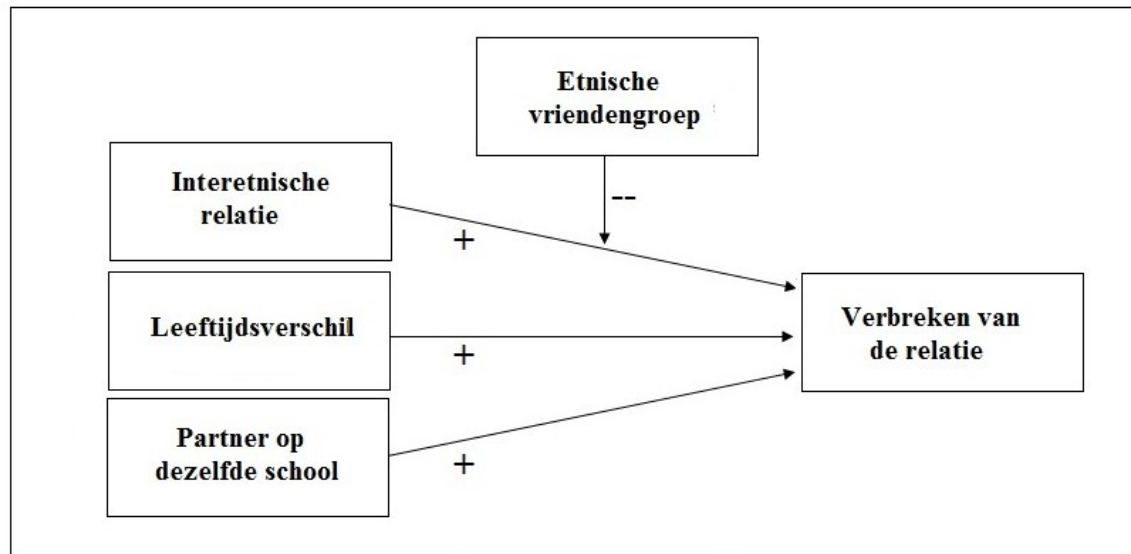 Etnische
vriendengroep
Interetnische
relatie
--
+
Leeftijdsverschil
+
Verbreken van
de relatie
Partner op
dezelfde school
+